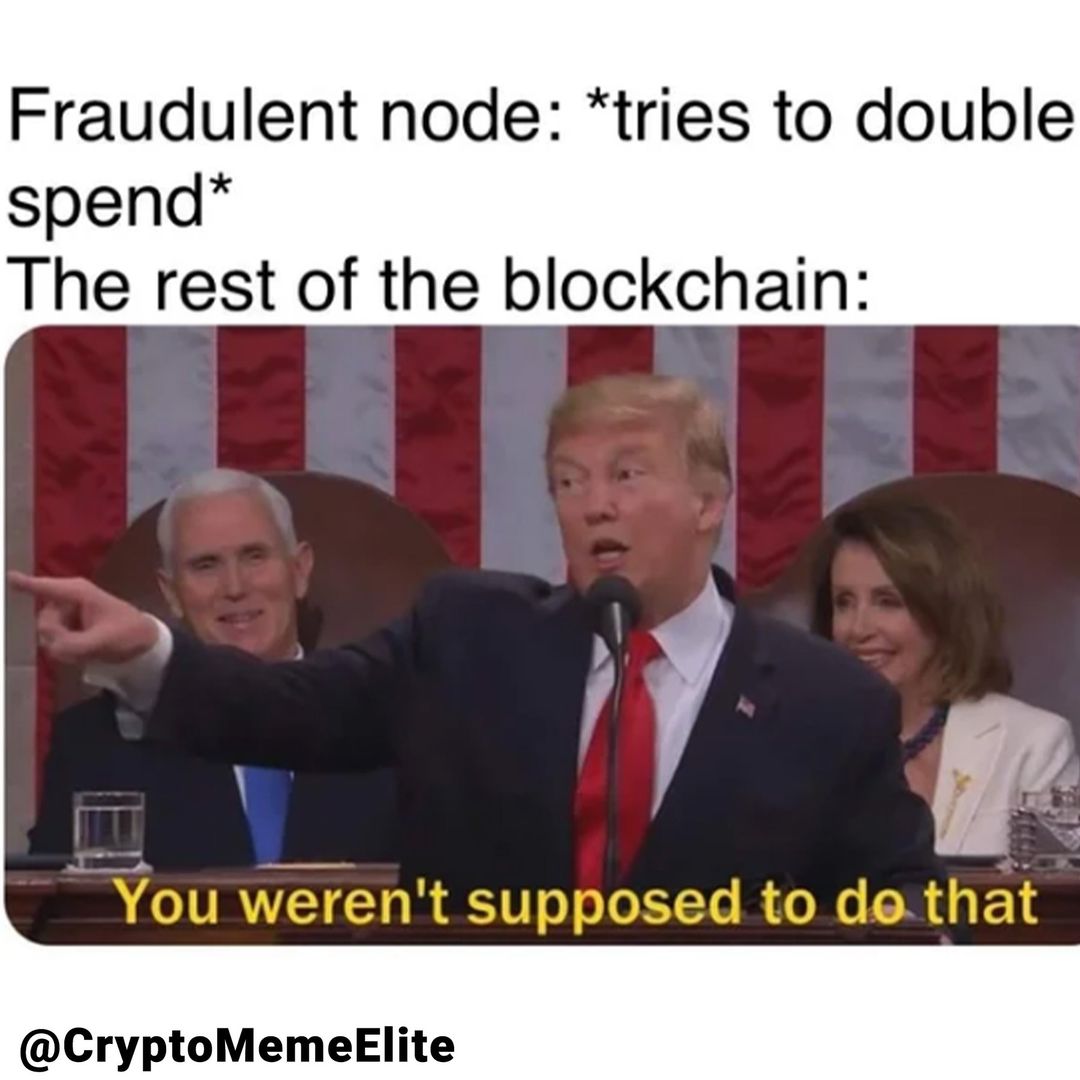 Fraudulent node: *tries to double
spend*
The rest of the blockchain:
You weren't supposed to do that
@CryptoMemeElite